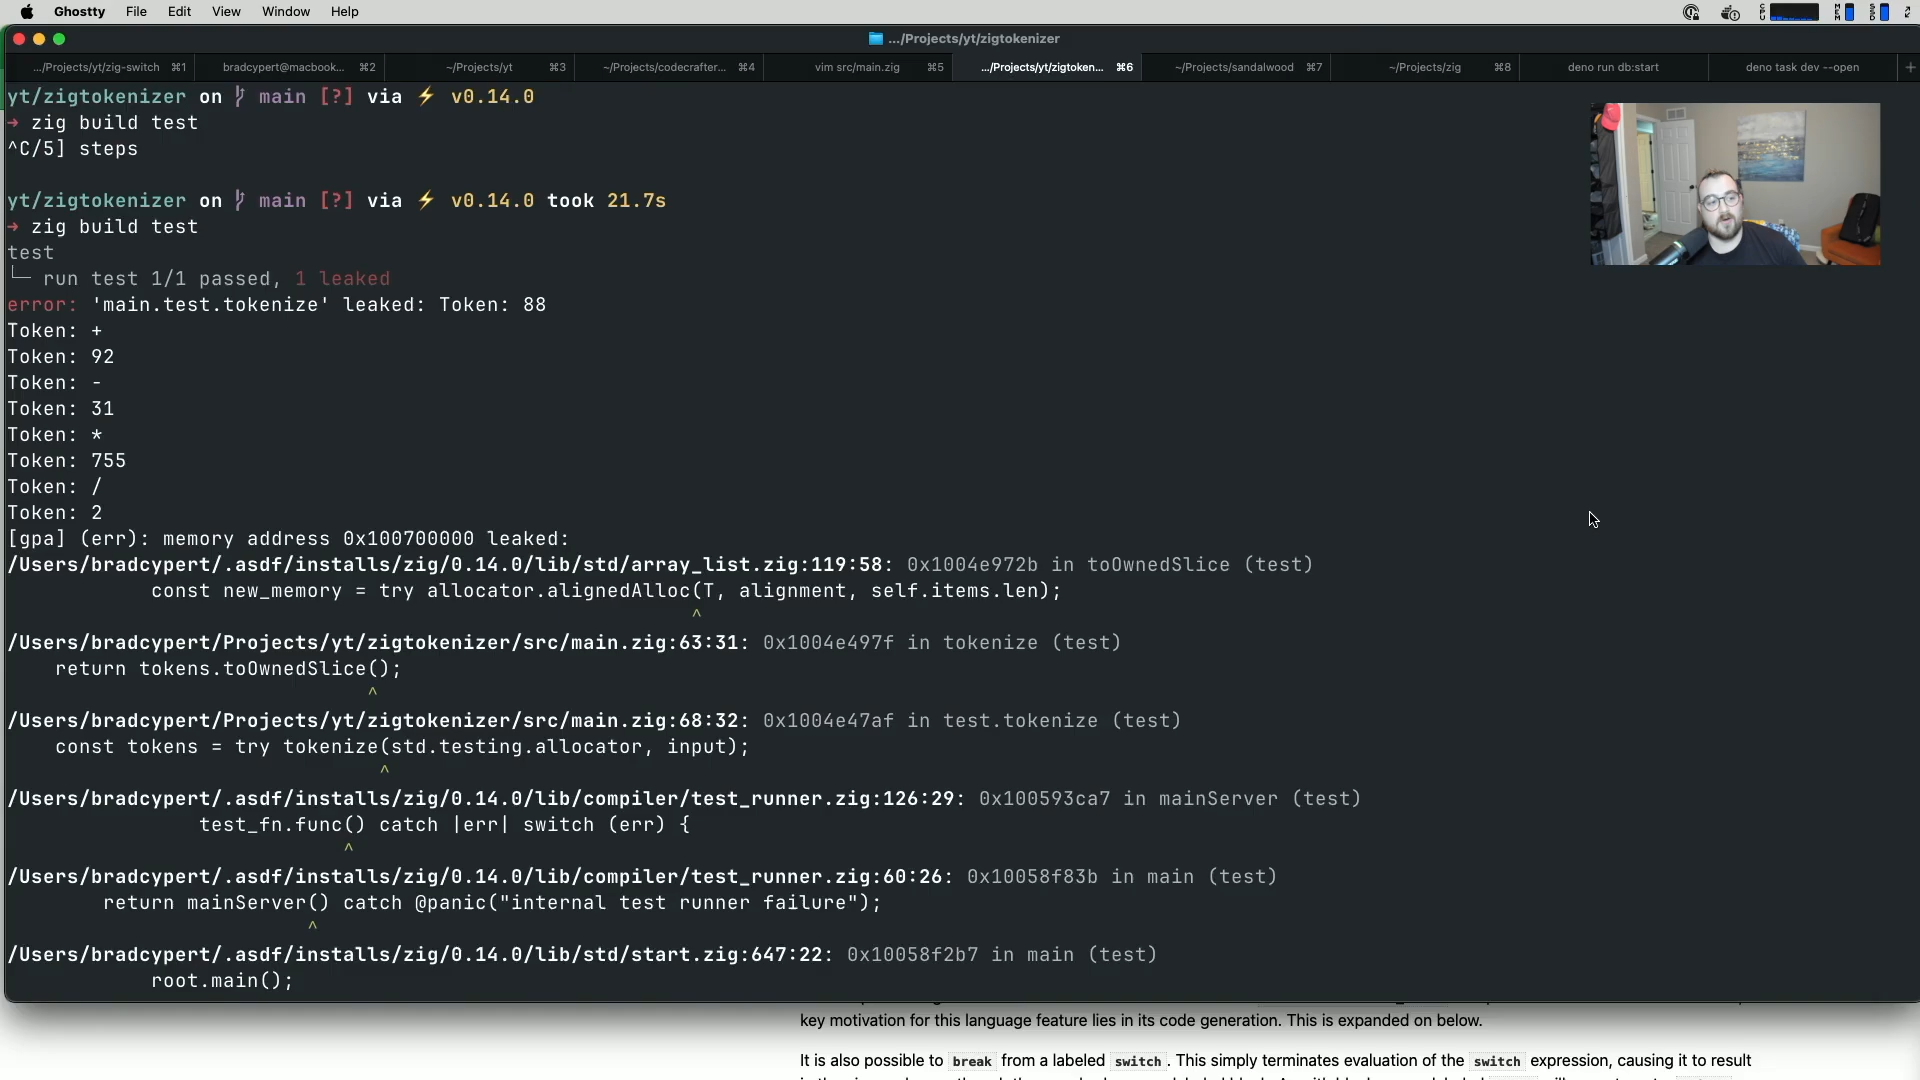 Ghostty File Edit View Window Help
.../Projects/yt/zigtokenizer
.../Projects/yt/zig-switch ⌘1 bradcypert@macbook... ⌘2 ~/Projects/yt ⌘3 ~/Projects/codecrafter... ⌘4 vim src/main.zig ⌘5 .../Projects/yt/zigtoken... ⌘6 ~/Projects/sandalwood ⌘7 ~/Projects/zig ⌘8 deno run db:start deno task dev --open +
yt/zigtokenizer on main [?] via ⚡ v0.14.0
→ zig build test
^C/5] steps
yt/zigtokenizer on main [?] via ⚡ v0.14.0 took 21.7s
→ zig build test
test
└─ run test 1/1 passed, 1 leaked
error: 'main.test.tokenize' leaked: Token: 88
Token: +
Token: 92
Token: -
Token: 31
Token: *
Token: 755
Token: /
Token: 2
[gpa] (err): memory address 0x100700000 leaked:
/Users/bradcypert/.asdf/installs/zig/0.14.0/lib/std/array_list.zig:119:58: 0x1004e972b in toOwnedSlice (test)
const new_memory = try allocator.alignedAlloc(T, alignment, self.items.len);
^
/Users/bradcypert/Projects/yt/zigtokenizer/src/main.zig:63:31: 0x1004e497f in tokenize (test)
return tokens.toOwnedSlice();
^
/Users/bradcypert/Projects/yt/zigtokenizer/src/main.zig:68:32: 0x1004e47af in test.tokenize (test)
const tokens = try tokenize(std.testing.allocator, input);
^
/Users/bradcypert/.asdf/installs/zig/0.14.0/lib/compiler/test_runner.zig:126:29: 0x100593ca7 in mainServer (test)
test_fn.func() catch |err| switch (err) {
^
/Users/bradcypert/.asdf/installs/zig/0.14.0/lib/compiler/test_runner.zig:60:26: 0x10058f83b in main (test)
return mainServer() catch @panic("internal test runner failure");
^
/Users/bradcypert/.asdf/installs/zig/0.14.0/lib/std/start.zig:647:22: 0x10058f2b7 in main (test)
root.main();
key motivation for this language feature lies in its code generation. This is expanded on below.
It is also possible to break from a labeled switch. This simply terminates evaluation of the switch expression, causing it to result